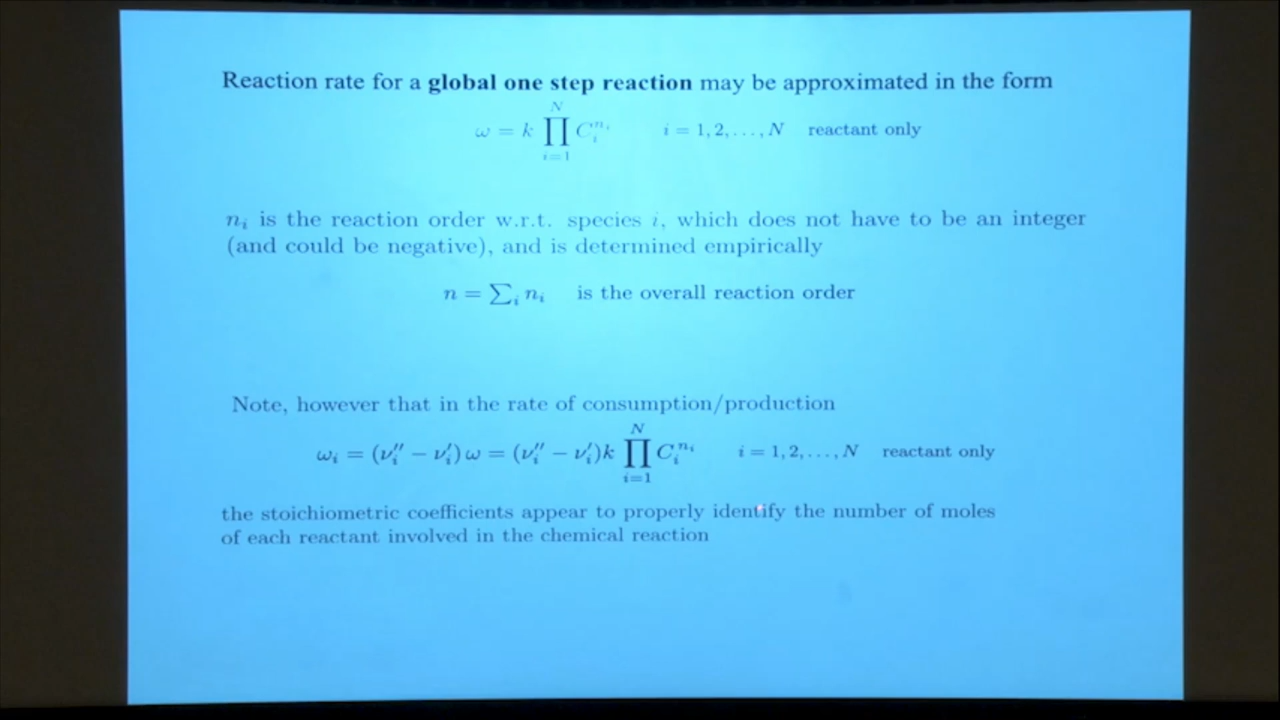 Reaction rate for a global one step reaction may be approximated in the form
ω = k ∏_{i=1}^{N} C_i^{n_i}    i = 1, 2, . . . , N    reactant only
n_i is the reaction order w.r.t. species i, which does not have to be an integer
(and could be negative), and is determined empirically
n = ∑_i n_i    is the overall reaction order
Note, however that in the rate of consumption/production
ω_i = (ν_i″ − ν_i′) ω = (ν_i″ − ν_i′)k ∏_{i=1}^{N} C_i^{n_i}    i = 1, 2, . . . , N    reactant only
the stoichiometric coefficients appear to properly identify the number of moles
of each reactant involved in the chemical reaction